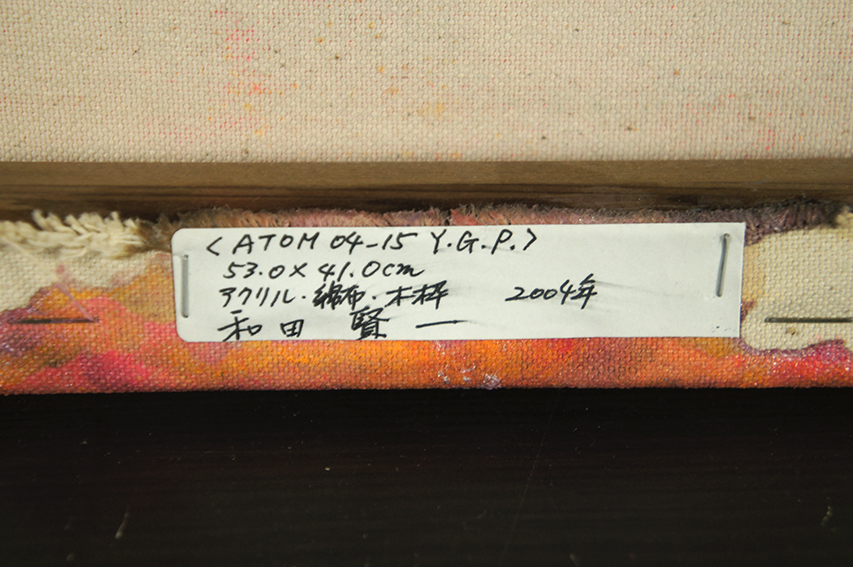 <ATOM 04-15 Y.G.P.>
53.0×41.0cm
アクリル・綿布・木枠 2004年
和田 賢一